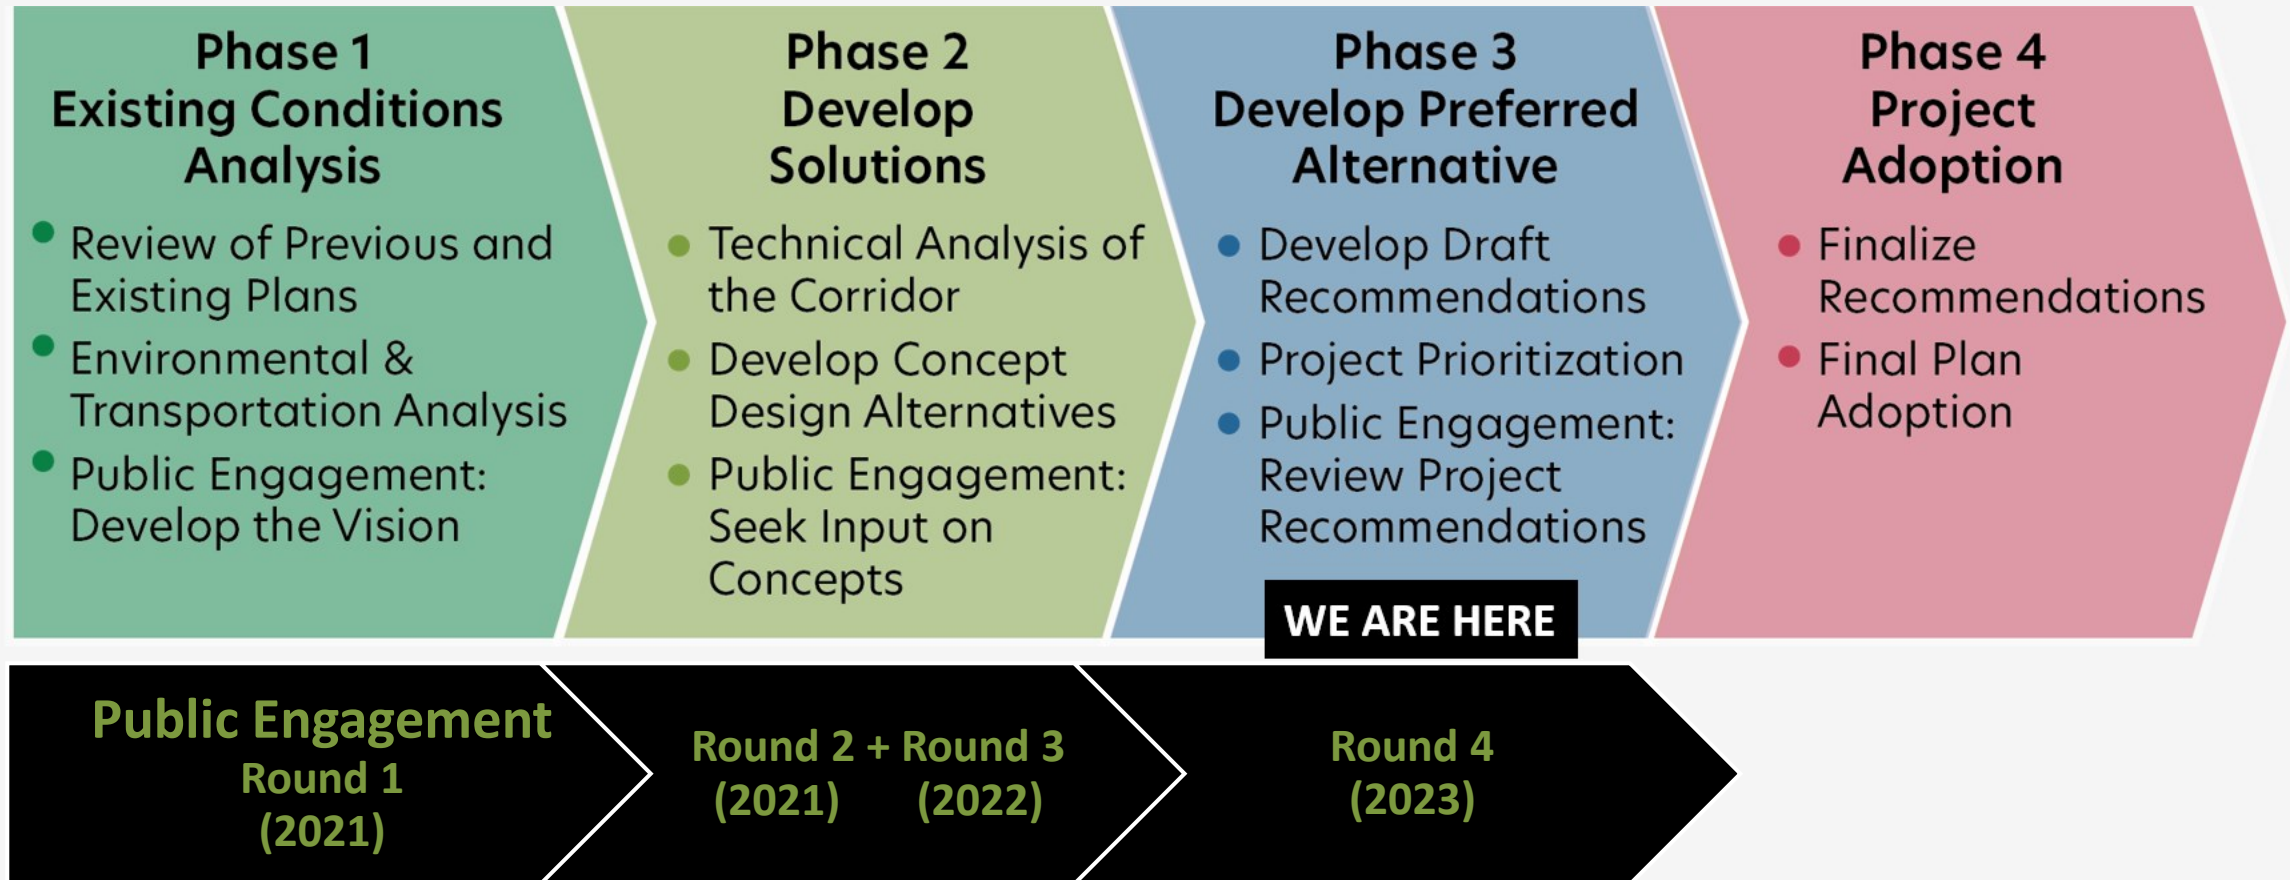 Phase 1
Existing Conditions
Analysis
• Review of Previous and
Existing Plans
• Environmental &
Transportation Analysis
• Public Engagement:
Develop the Vision
Phase 2
Develop
Solutions
• Technical Analysis of
the Corridor
• Develop Concept
Design Alternatives
• Public Engagement:
Seek Input on
Concepts
Phase 3
Develop Preferred
Alternative
• Develop Draft
Recommendations
• Project Prioritization
• Public Engagement:
Review Project
Recommendations
WE ARE HERE
Phase 4
Project
Adoption
• Finalize
Recommendations
• Final Plan
Adoption
Public Engagement
Round 1
(2021)
Round 2 + Round 3
(2021) (2022)
Round 4
(2023)